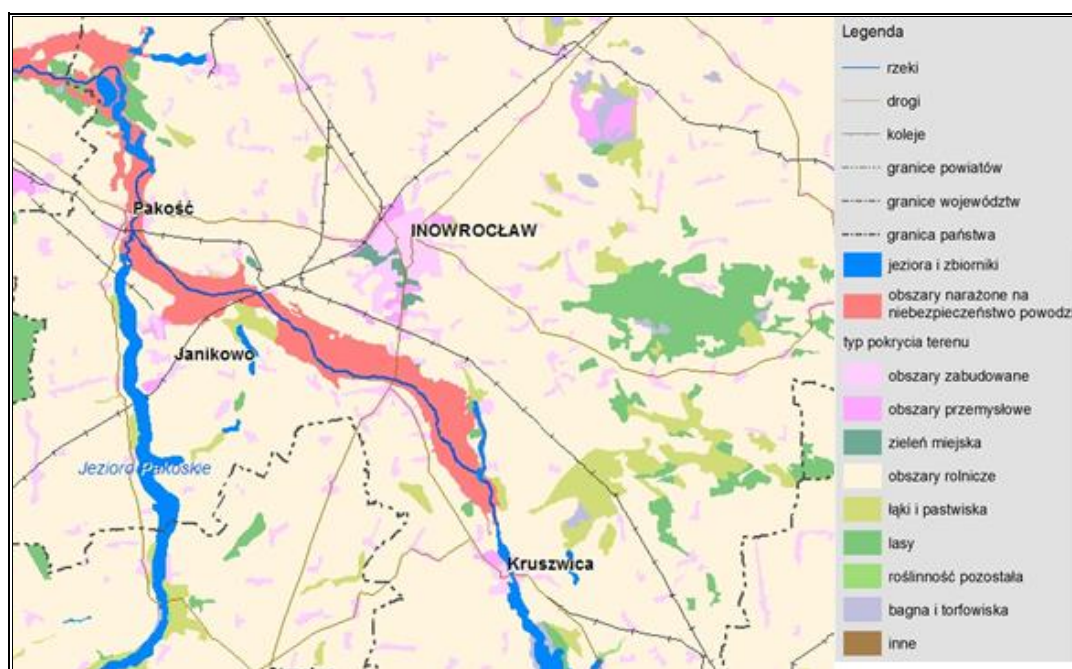 Pakość
INOWROCŁAW
Janikowo
Jezioro Pakoskie
Kruszwica
Legenda
rzeki
drogi
koleje
granice powiatów
granice województw
granica państwa
jeziora i zbiorniki
obszary narażone na
niebezpieczeństwo powodzi
typ pokrycia terenu
obszary zabudowane
obszary przemysłowe
zieleń miejska
obszary rolnicze
łąki i pastwiska
lasy
roślinność pozostała
bagna i torfowiska
inne